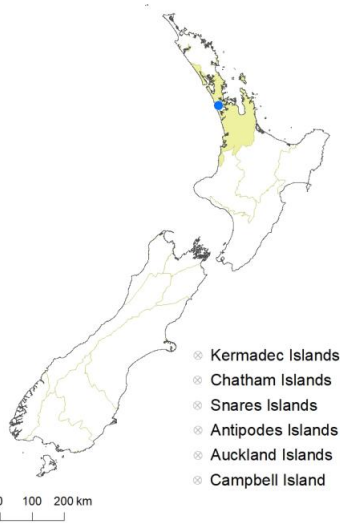 Kermadec Islands
Chatham Islands
Snares Islands
Antipodes Islands
Auckland Islands
Campbell Island
0 100 200 km